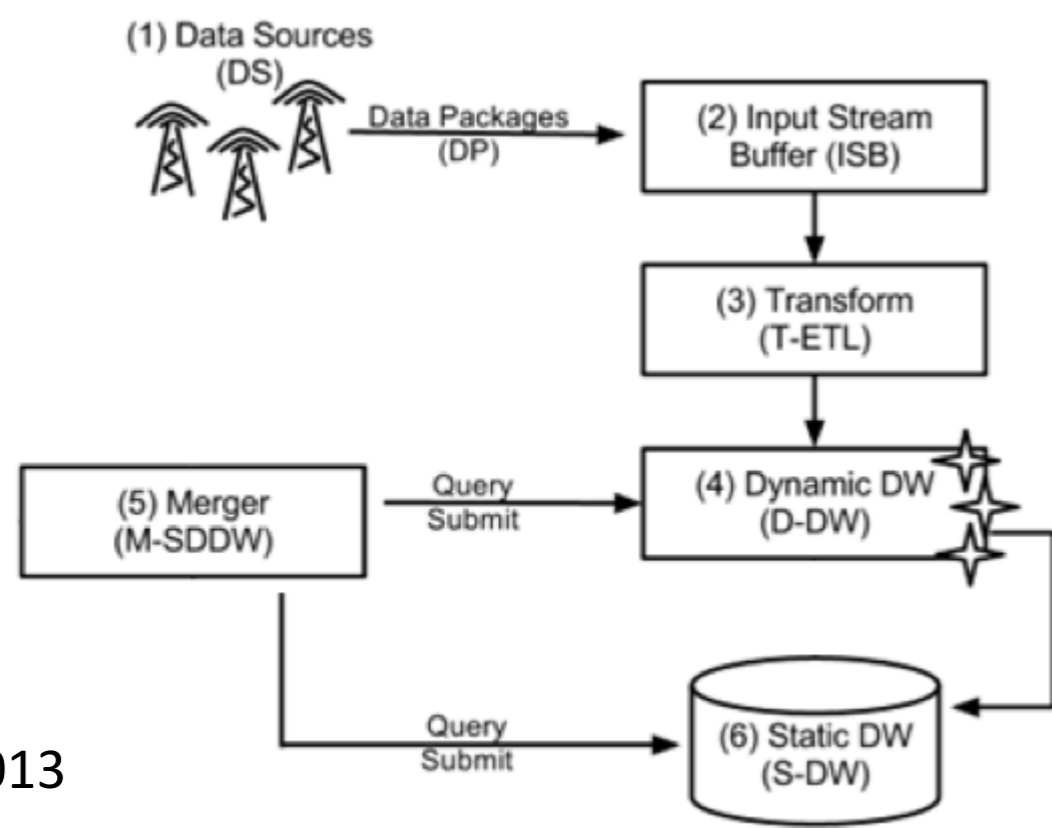 (1) Data Sources
(DS)
Data Packages
(DP)
(2) Input Stream
Buffer (ISB)
(3) Transform
(T-ETL)
(4) Dynamic DW
(D-DW)
(5) Merger
(M-SDDW)
Query
Submit
Query
Submit
(6) Static DW
(S-DW)
013